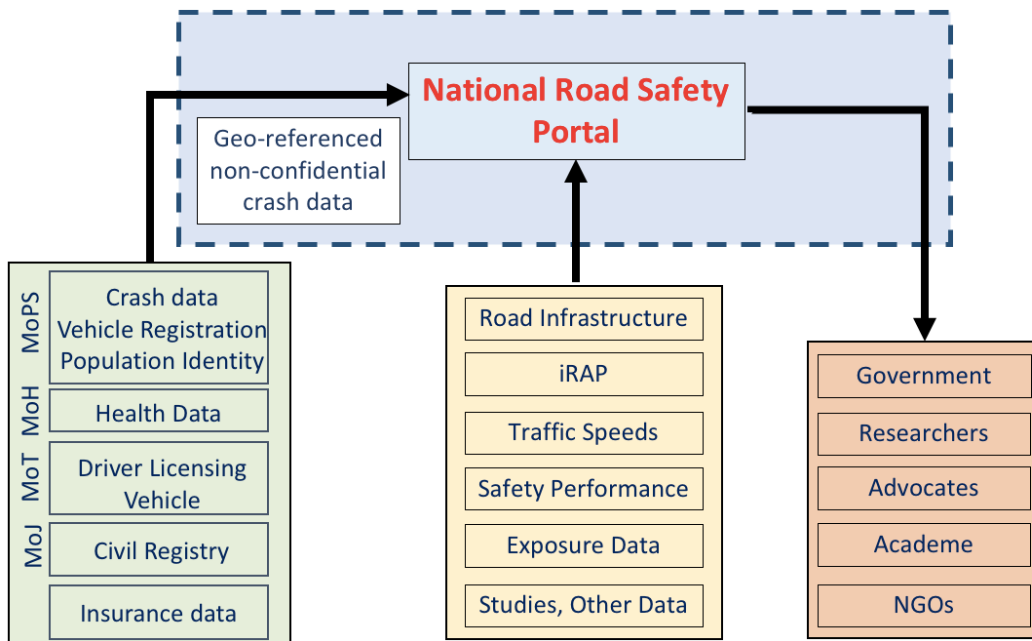 National Road Safety
Portal
Geo-referenced
non-confidential
crash data
MoPS
Crash data
Vehicle Registration
Population Identity
MoH
Health Data
MoT
Driver Licensing
Vehicle
MoJ
Civil Registry
Insurance data
Road Infrastructure
iRAP
Traffic Speeds
Safety Performance
Exposure Data
Studies, Other Data
Government
Researchers
Advocates
Academe
NGOs